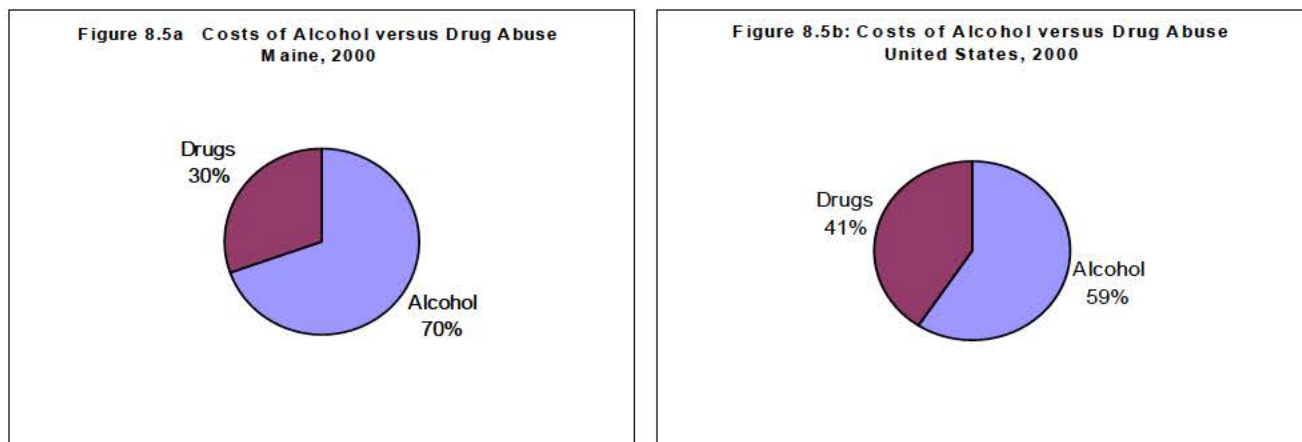 Figure 8.5a Costs of Alcohol versus Drug Abuse
Maine, 2000
Drugs
30%
Alcohol
70%
Figure 8.5b: Costs of Alcohol versus Drug Abuse
United States, 2000
Drugs
41%
Alcohol
59%